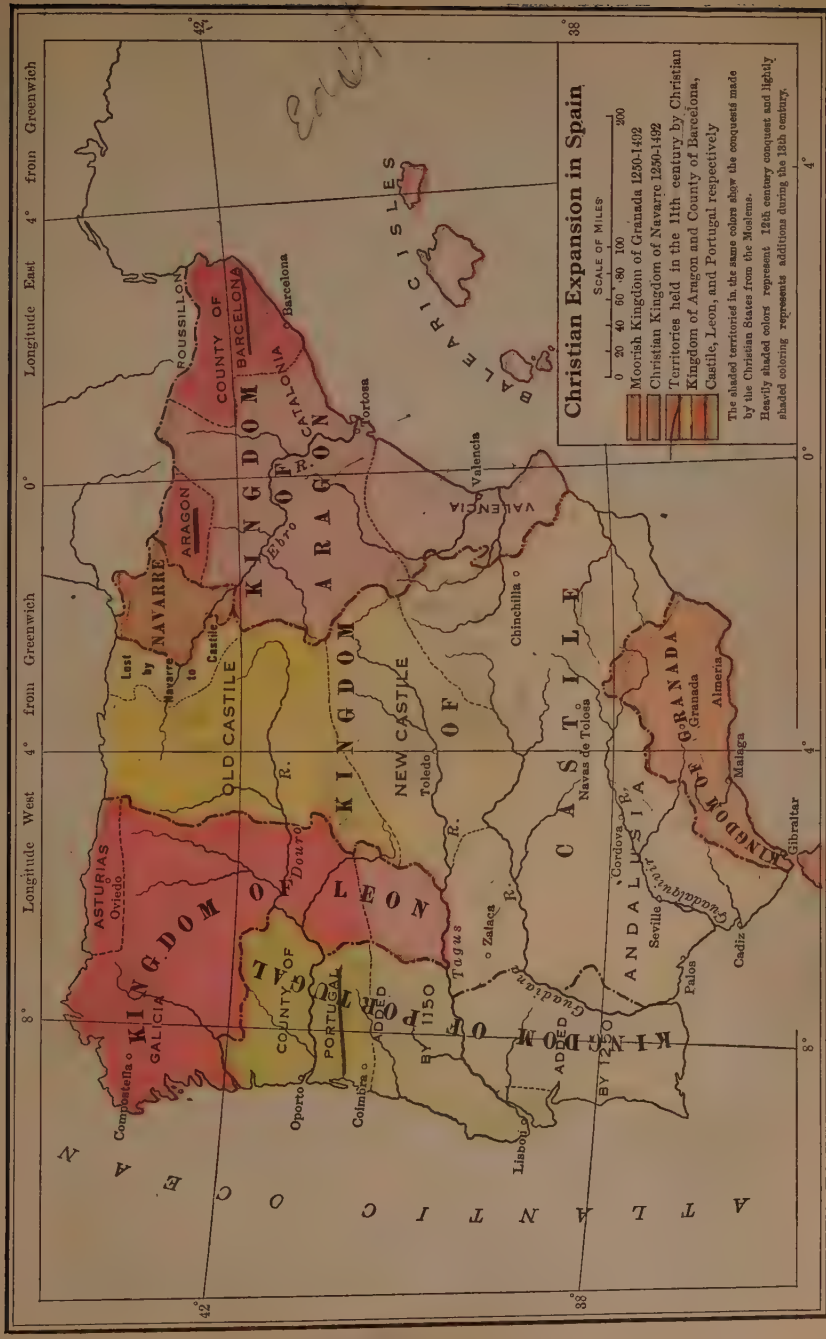 Longitude West 4° from Greenwich
0°
Longitude East 4° from Greenwich
8°
42°
42°
38°
38°
8°
4°
0°
4°
ATLANTIC OCEAN
Compostella
GALICIA
ASTURIAS
Oviedo
KINGDOM OF LEON
Douro R.
COUNTY OF
PORTUGAL
Oporto
Coimbra
ADDED
BY 1150
KINGDOM OF PORTUGAL
Lisbon
ADDED
BY 1250
Tagus R.
Zalaca
Guadiana R.
Lost
by
Navarre
to
Castile
NAVARRE
OLD CASTILE
KINGDOM
OF
CASTILE
NEW CASTILE
Toledo
Chinchilla
Navas de Tolosa
Cordova
ANDALUSIA
Seville
Guadalquivir R.
Palos
Cadiz
Gibraltar
KINGDOM OF GRANADA
Granada
Almeria
Malaga
ROUSSILLON
COUNTY OF
BARCELONA
Barcelona
CATALONIA
Tortosa
ARAGON
KINGDOM
OF
ARAGON
Ebro R.
Valencia
VALENCIA
BALEARIC ISLES
Christian Expansion in Spain
SCALE OF MILES
0 20 40 60 80 100 200
Moorish Kingdom of Granada 1250-1492
Christian Kingdom of Navarre 1250-1492
Territories held in the 11th century by Christian
Kingdom of Aragon and County of Barcelona,
Castile, Leon, and Portugal respectively
The shaded territories in the same colors show the conquests made
by the Christian States from the Moslems.
Heavily shaded colors represent 12th century conquest and lightly
shaded coloring represents additions during the 13th century.